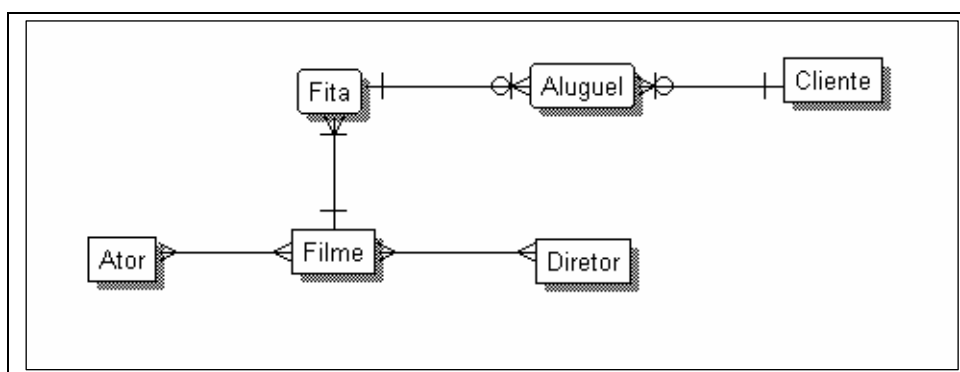 Fita
Aluguel
Cliente
Ator
Filme
Diretor